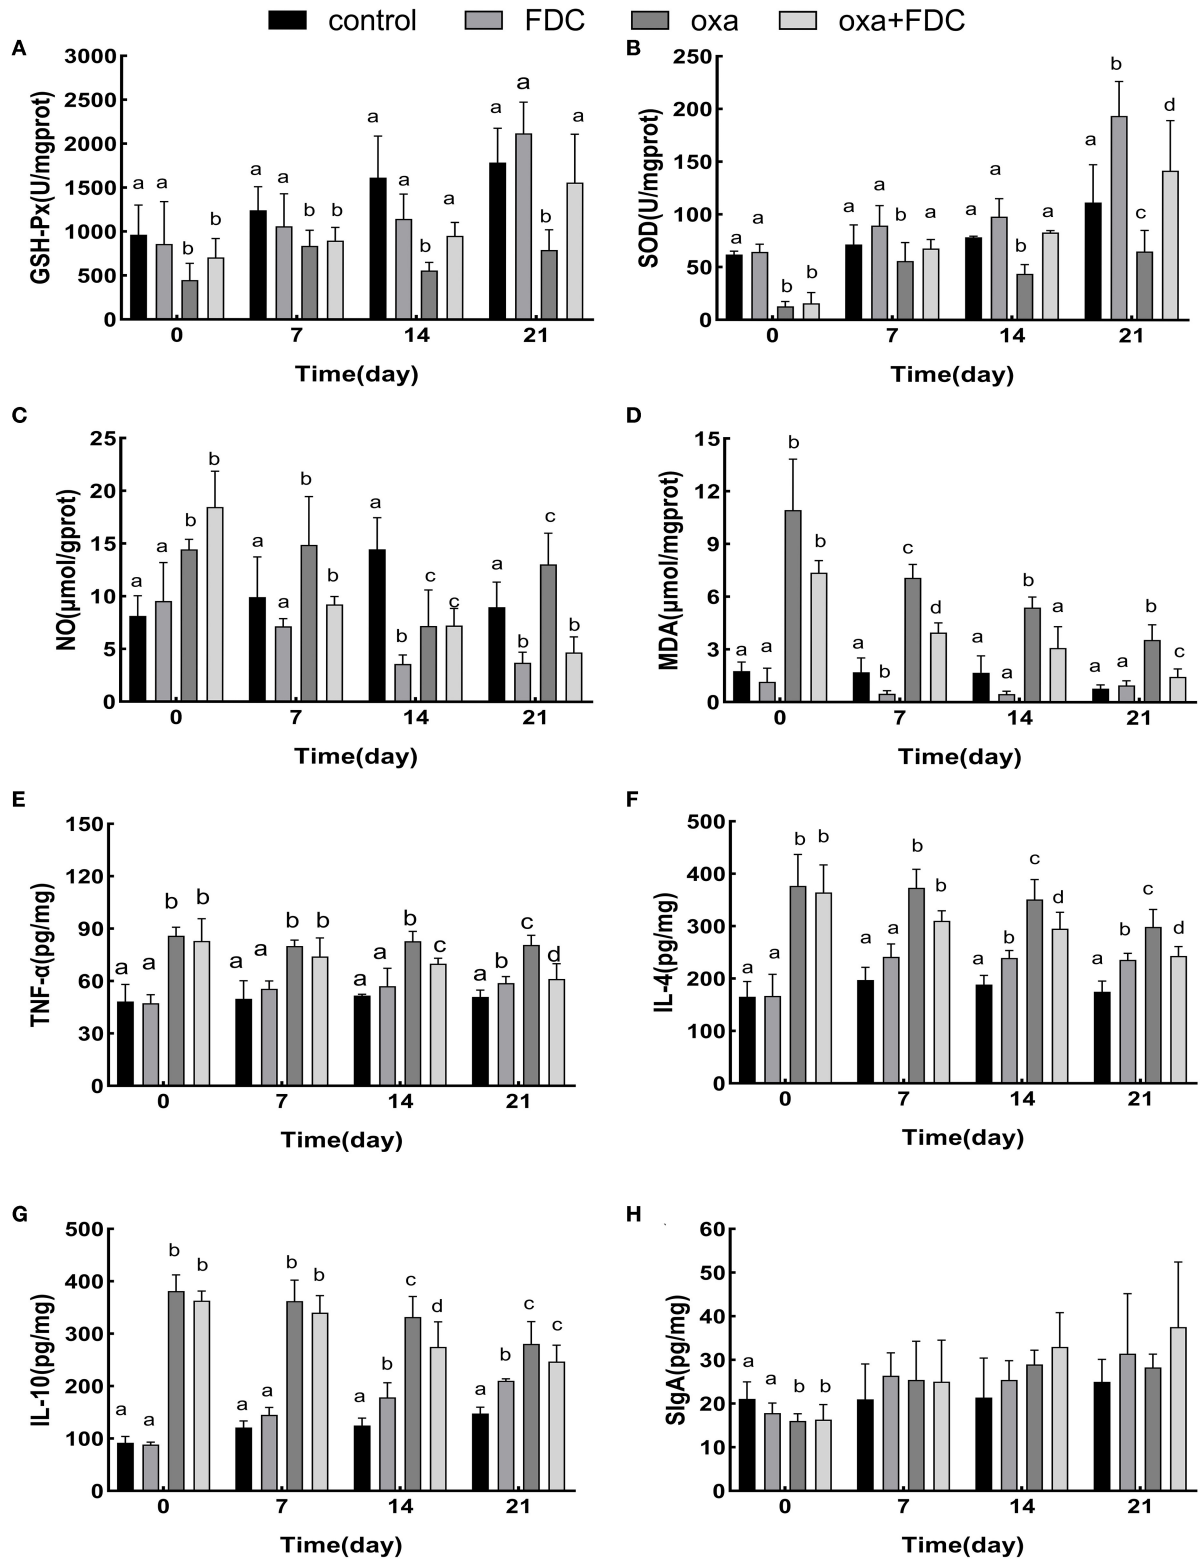 control FDC oxa oxa+FDC
A
GSH-Px(U/mgprot)
3000
2500
2000
1500
1000
500
0
a a b b
a a b b
a a b a
a a b a
0 7 14 21
Time(day)
B
SOD(U/mgprot)
250
200
150
100
50
0
a a b b
a a b a
a a b a
a b c d
0 7 14 21
Time(day)
C
NO(µmol/gprot)
25
20
15
10
5
0
a a b b
a a b b
a b c c
a b c b
0 7 14 21
Time(day)
D
MDA(µmol/mgprot)
15
12
9
6
3
0
a a b b
a b c d
a a b a
a a b c
0 7 14 21
Time(day)
E
TNF-α(pg/mg)
150
120
90
60
30
0
a a b b
a a b b
a a b c
a b c d
0 7 14 21
Time(day)
F
IL-4(pg/mg)
500
400
300
200
100
0
a a b b
a a b b
a b c d
a b c d
0 7 14 21
Time(day)
G
IL-10(pg/mg)
500
400
300
200
100
0
a a b b
a a b b
a b c d
a b c c
0 7 14 21
Time(day)
H
SIgA(pg/mg)
60
50
40
30
20
10
0
a a b b
0 7 14 21
Time(day)